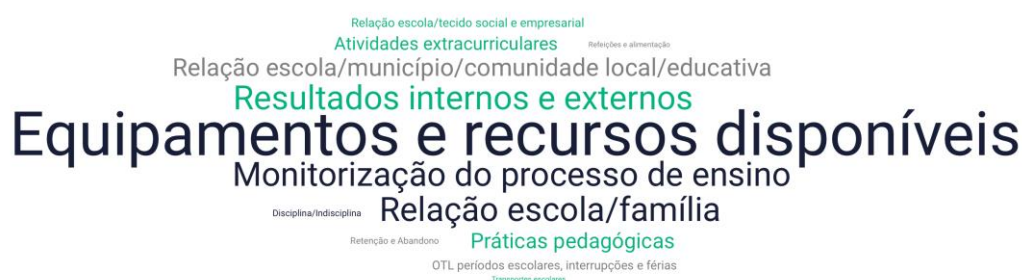 Relação escola/tecido social e empresarial
Atividades extracurriculares
Refeições e alimentação
Relação escola/município/comunidade local/educativa
Resultados internos e externos
Equipamentos e recursos disponíveis
Monitorização do processo de ensino
Disciplina/Indisciplina
Relação escola/família
Retenção e Abandono
Práticas pedagógicas
OTL períodos escolares, interrupções e férias
Transportes escolares